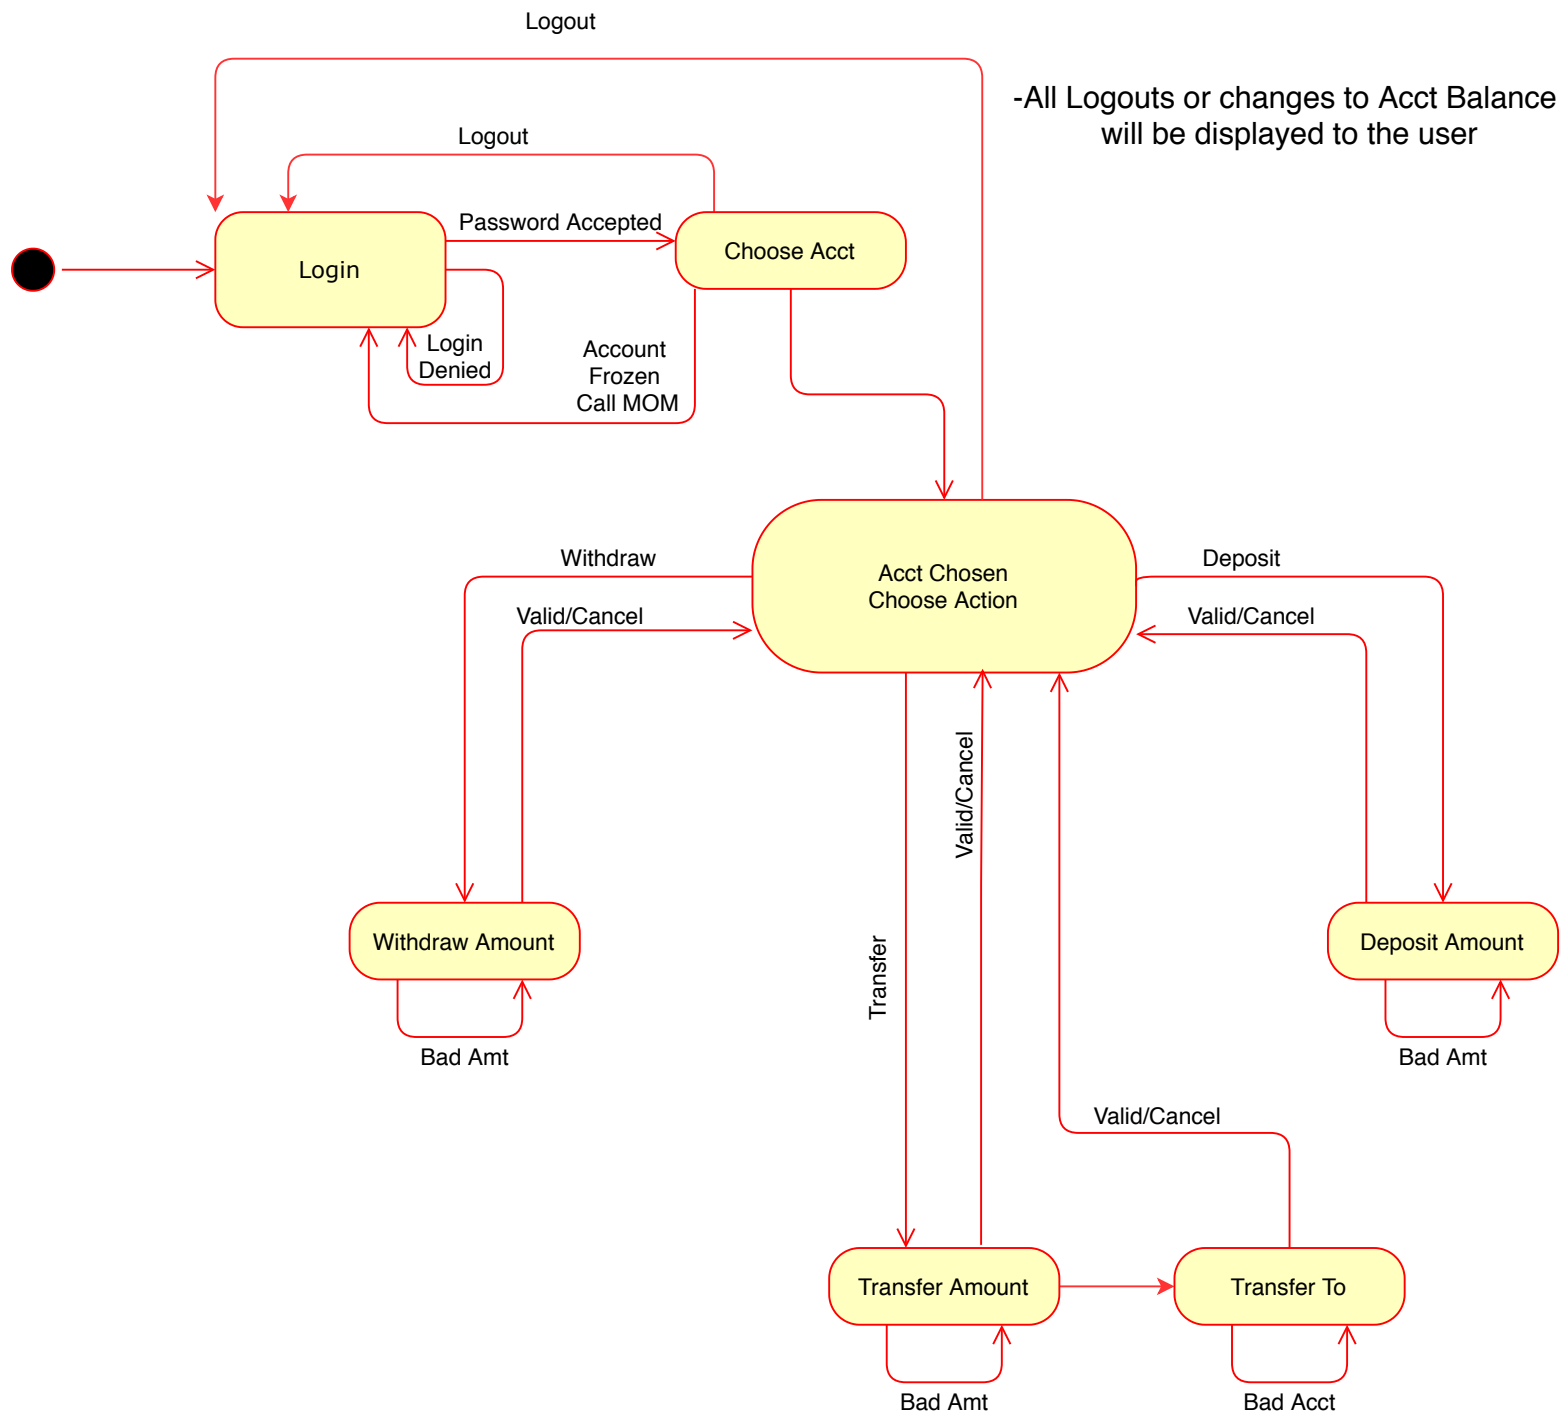 Logout
-All Logouts or changes to Acct Balance
will be displayed to the user
Logout
Password Accepted
Choose Acct
Login
Login
Denied
Account
Frozen
Call MOM
Acct Chosen
Choose Action
Withdraw
Deposit
Valid/Cancel
Valid/Cancel
Valid/Cancel
Transfer
Withdraw Amount
Deposit Amount
Bad Amt
Bad Amt
Valid/Cancel
Transfer Amount
Transfer To
Bad Amt
Bad Acct